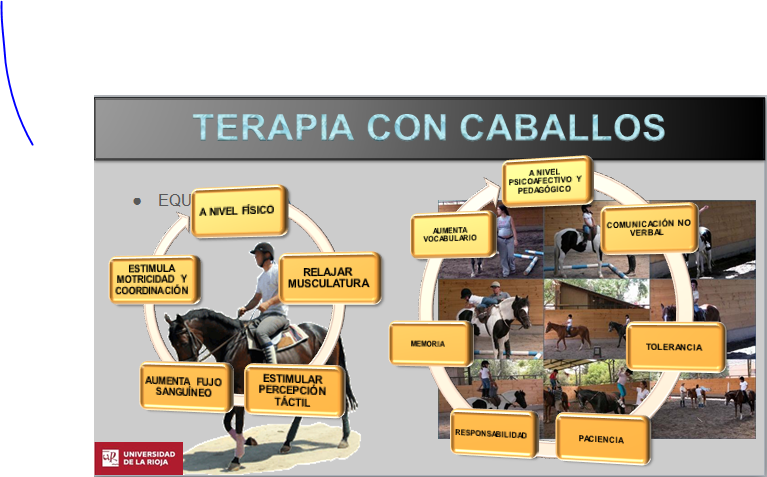 TERAPIA CON CABALLOS
EQU
A NIVEL FÍSICO
RELAJAR
MUSCULATURA
ESTIMULAR
PERCEPCIÓN
TÁCTIL
AUMENTA FUJO
SANGUÍNEO
ESTIMULA
MOTRICIDAD Y
COORDINACIÓN
A NIVEL
PSICOAFECTIVO Y
PEDAGÓGICO
COMUNICACIÓN NO
VERBAL
TOLERANCIA
PACIENCIA
RESPONSABILIDAD
MEMORIA
AUMENTA
VOCABULARIO
UNIVERSIDAD
DE LA RIOJA